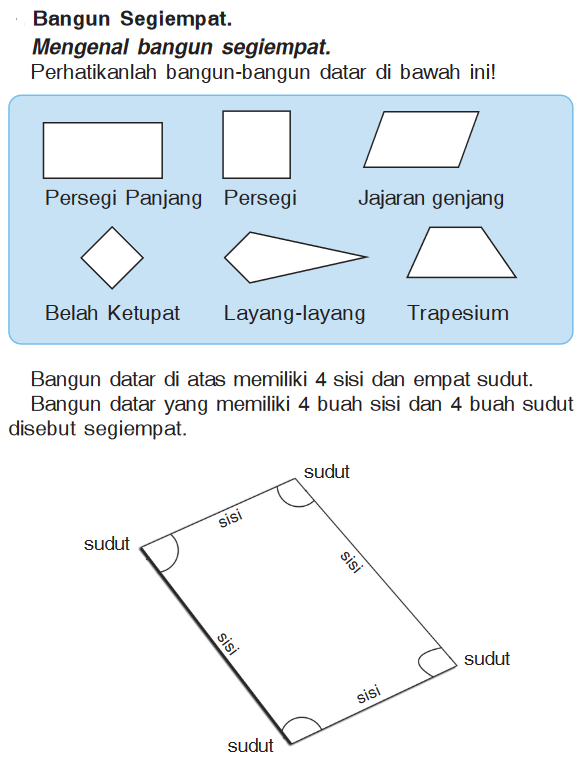 Bangun Segiempat.
Mengenal bangun segiempat.
Perhatikanlah bangun-bangun datar di bawah ini!
Persegi Panjang Persegi Jajaran genjang
Belah Ketupat Layang-layang Trapesium
Bangun datar di atas memiliki 4 sisi dan empat sudut.
Bangun datar yang memiliki 4 buah sisi dan 4 buah sudut
disebut segiempat.
sudut
sisi
sudut
sisi
sisi
sudut
sisi
sudut